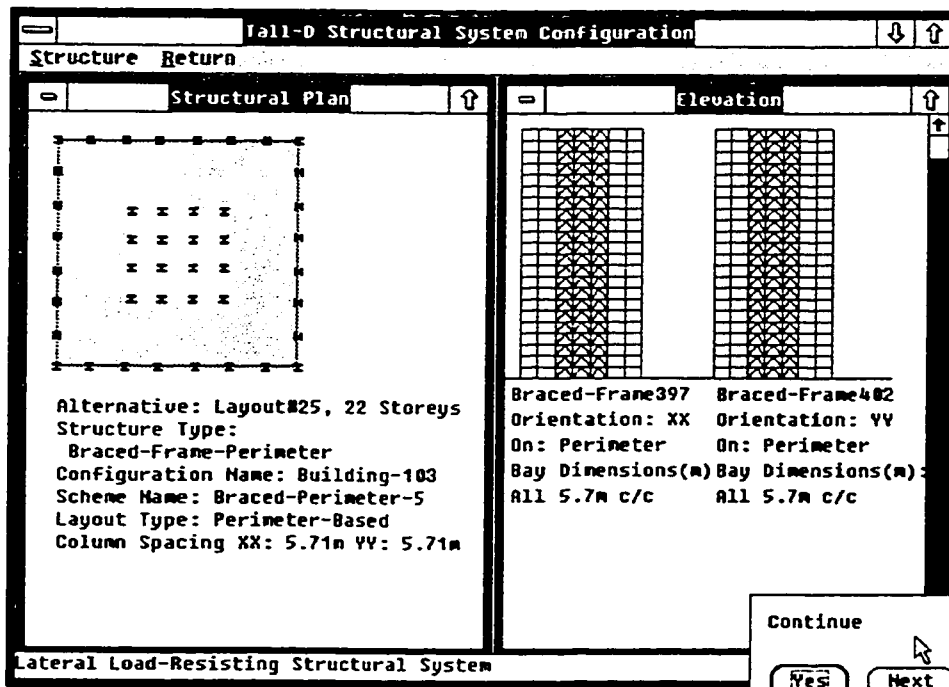 Tall-D Structural System Configuration
Structure Return
Structural Plan
Alternative: Layout#25, 22 Storeys
Structure Type:
Braced-Frame-Perimeter
Configuration Name: Building-103
Scheme Name: Braced-Perimeter-5
Layout Type: Perimeter-Based
Column Spacing XX: 5.71m YY: 5.71m
Elevation
Braced-Frame397 Braced-Frame402
Orientation: XX Orientation: YY
On: Perimeter On: Perimeter
Bay Dimensions(m) Bay Dimensions(m):
All 5.7m c/c All 5.7m c/c
Continue
Yes Next
Lateral Load-Resisting Structural System